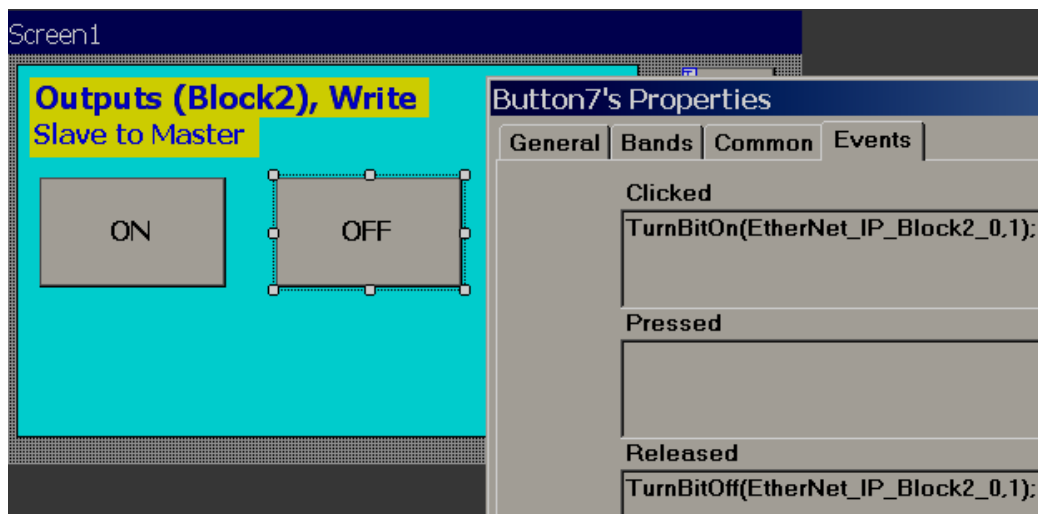 Screen1
Outputs (Block2), Write
Slave to Master
ON
OFF
Button7's Properties
General
Bands
Common
Events
Clicked
TurnBitOn(EtherNet_IP_Block2_0,1);
Pressed
Released
TurnBitOff(EtherNet_IP_Block2_0,1);